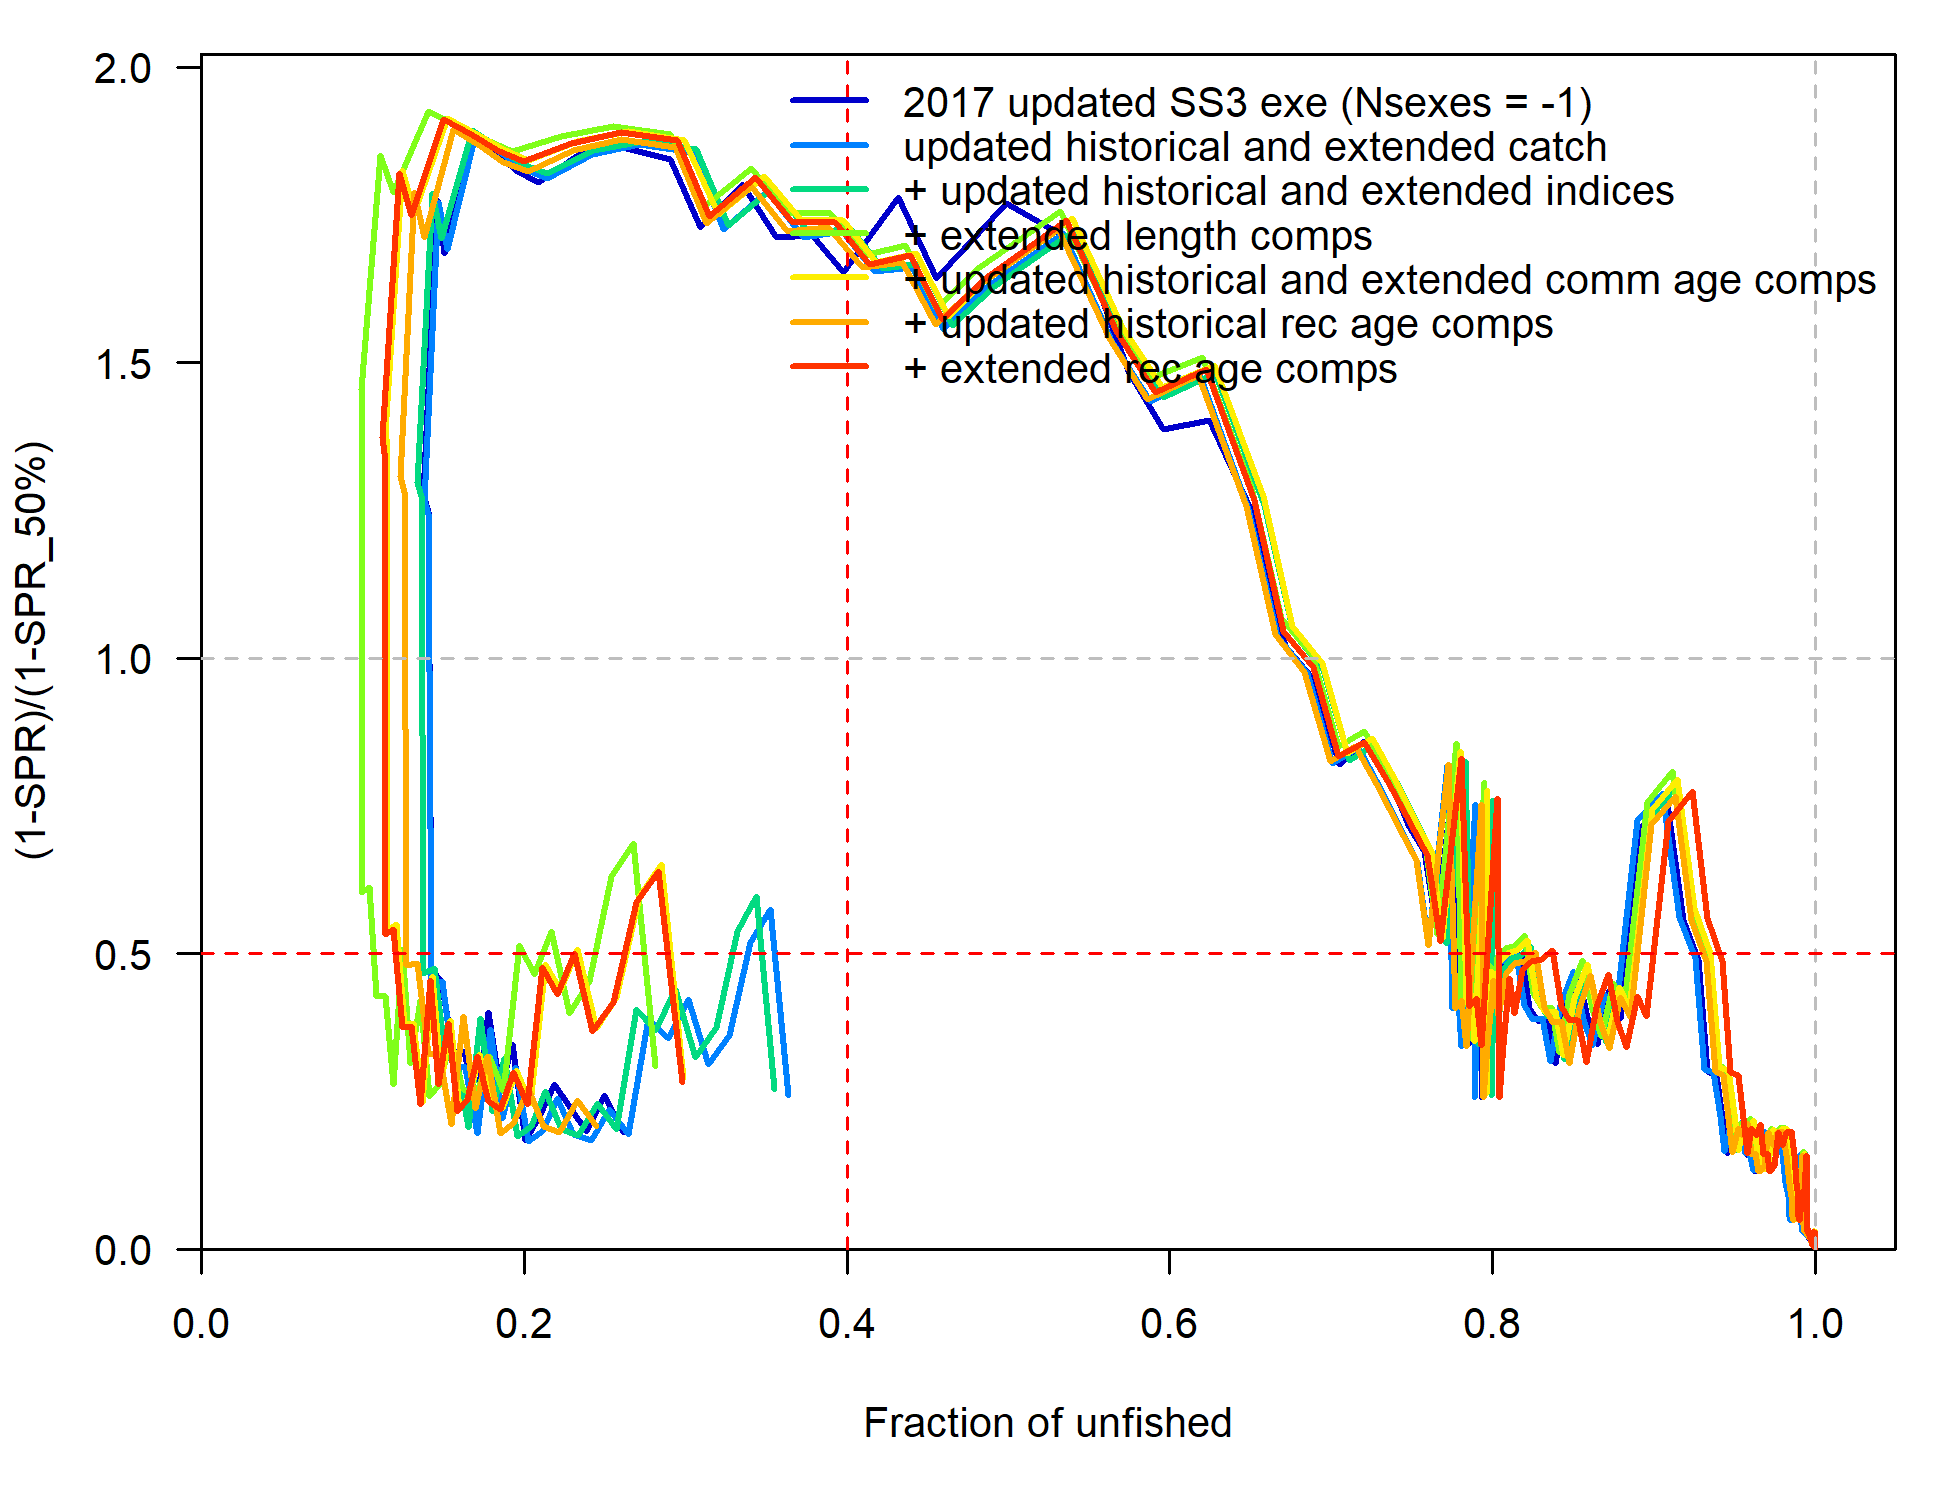 2.0
1.5
1.0
0.5
0.0
(1-SPR)/(1-SPR_50%)
2017 updated SS3 exe (Nsexes = -1)
updated historical and extended catch
+ updated historical and extended indices
+ extended length comps
+ updated historical and extended comm age comps
+ updated historical rec age comps
+ extended rec age comps
0.0 0.2 0.4 0.6 0.8 1.0
Fraction of unfished